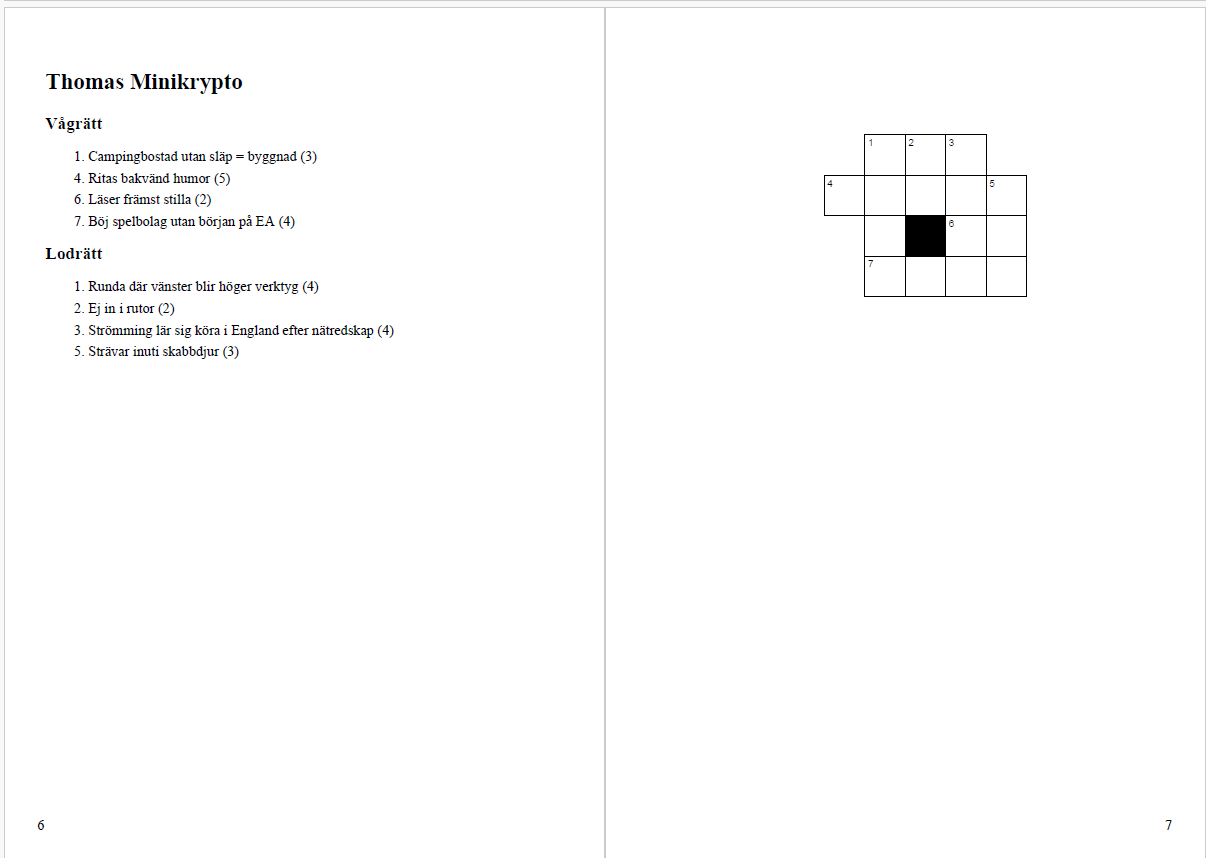 Thomas Minikrypto
Vågrätt
1. Campingbostad utan släp = byggnad (3)
4. Ritas bakvänd humor (5)
6. Läser främst stilla (2)
7. Böj spelbolag utan början på EA (4)
Lodrätt
1. Runda där vänster blir höger verktyg (4)
2. Ej in i rutor (2)
3. Strömming lär sig köra i England efter nätredskap (4)
5. Strävar inuti skabbdjur (3)
6
1 2 3
4 5
6
7
7